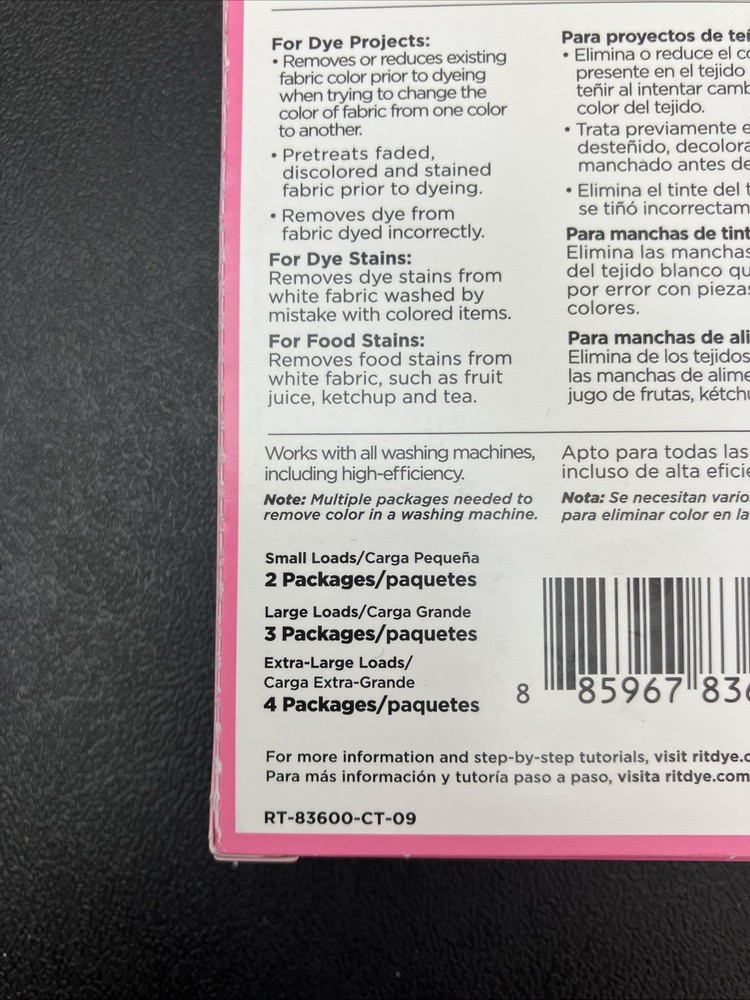 For Dye Projects:
• Removes or reduces existing
fabric color prior to dyeing
when trying to change the
color of fabric from one color
to another.
• Pretreats faded,
discolored and stained
fabric prior to dyeing.
• Removes dye from
fabric dyed incorrectly.
For Dye Stains:
Removes dye stains from
white fabric washed by
mistake with colored items.
For Food Stains:
Removes food stains from
white fabric, such as fruit
juice, ketchup and tea.
Works with all washing machines,
including high-efficiency.
Note: Multiple packages needed to
remove color in a washing machine.
Small Loads/Carga Pequeña
2 Packages/paquetes
Large Loads/Carga Grande
3 Packages/paquetes
Extra-Large Loads/
Carga Extra-Grande
4 Packages/paquetes
Para proyectos de
• Elimina o reduce el
presente en el tejido
teñir al intentar
color del tejido.
• Trata previamente
desteñido,
manchado antes de
• Elimina el tinte del
se tiñó
Para manchas de
Elimina las manchas
del tejido blanco
por error con
colores.
Para manchas de
Elimina de los tejidos
las manchas de
jugo de frutas,
Apto para todas las
incluso de alta
Nota: Se necesitan
para eliminar color en la
8 85967 83
For more information and step-by-step tutorials, visit ritdye.
Para más información y tutoría paso a paso, visita ritdye.com
RT-83600-CT-09